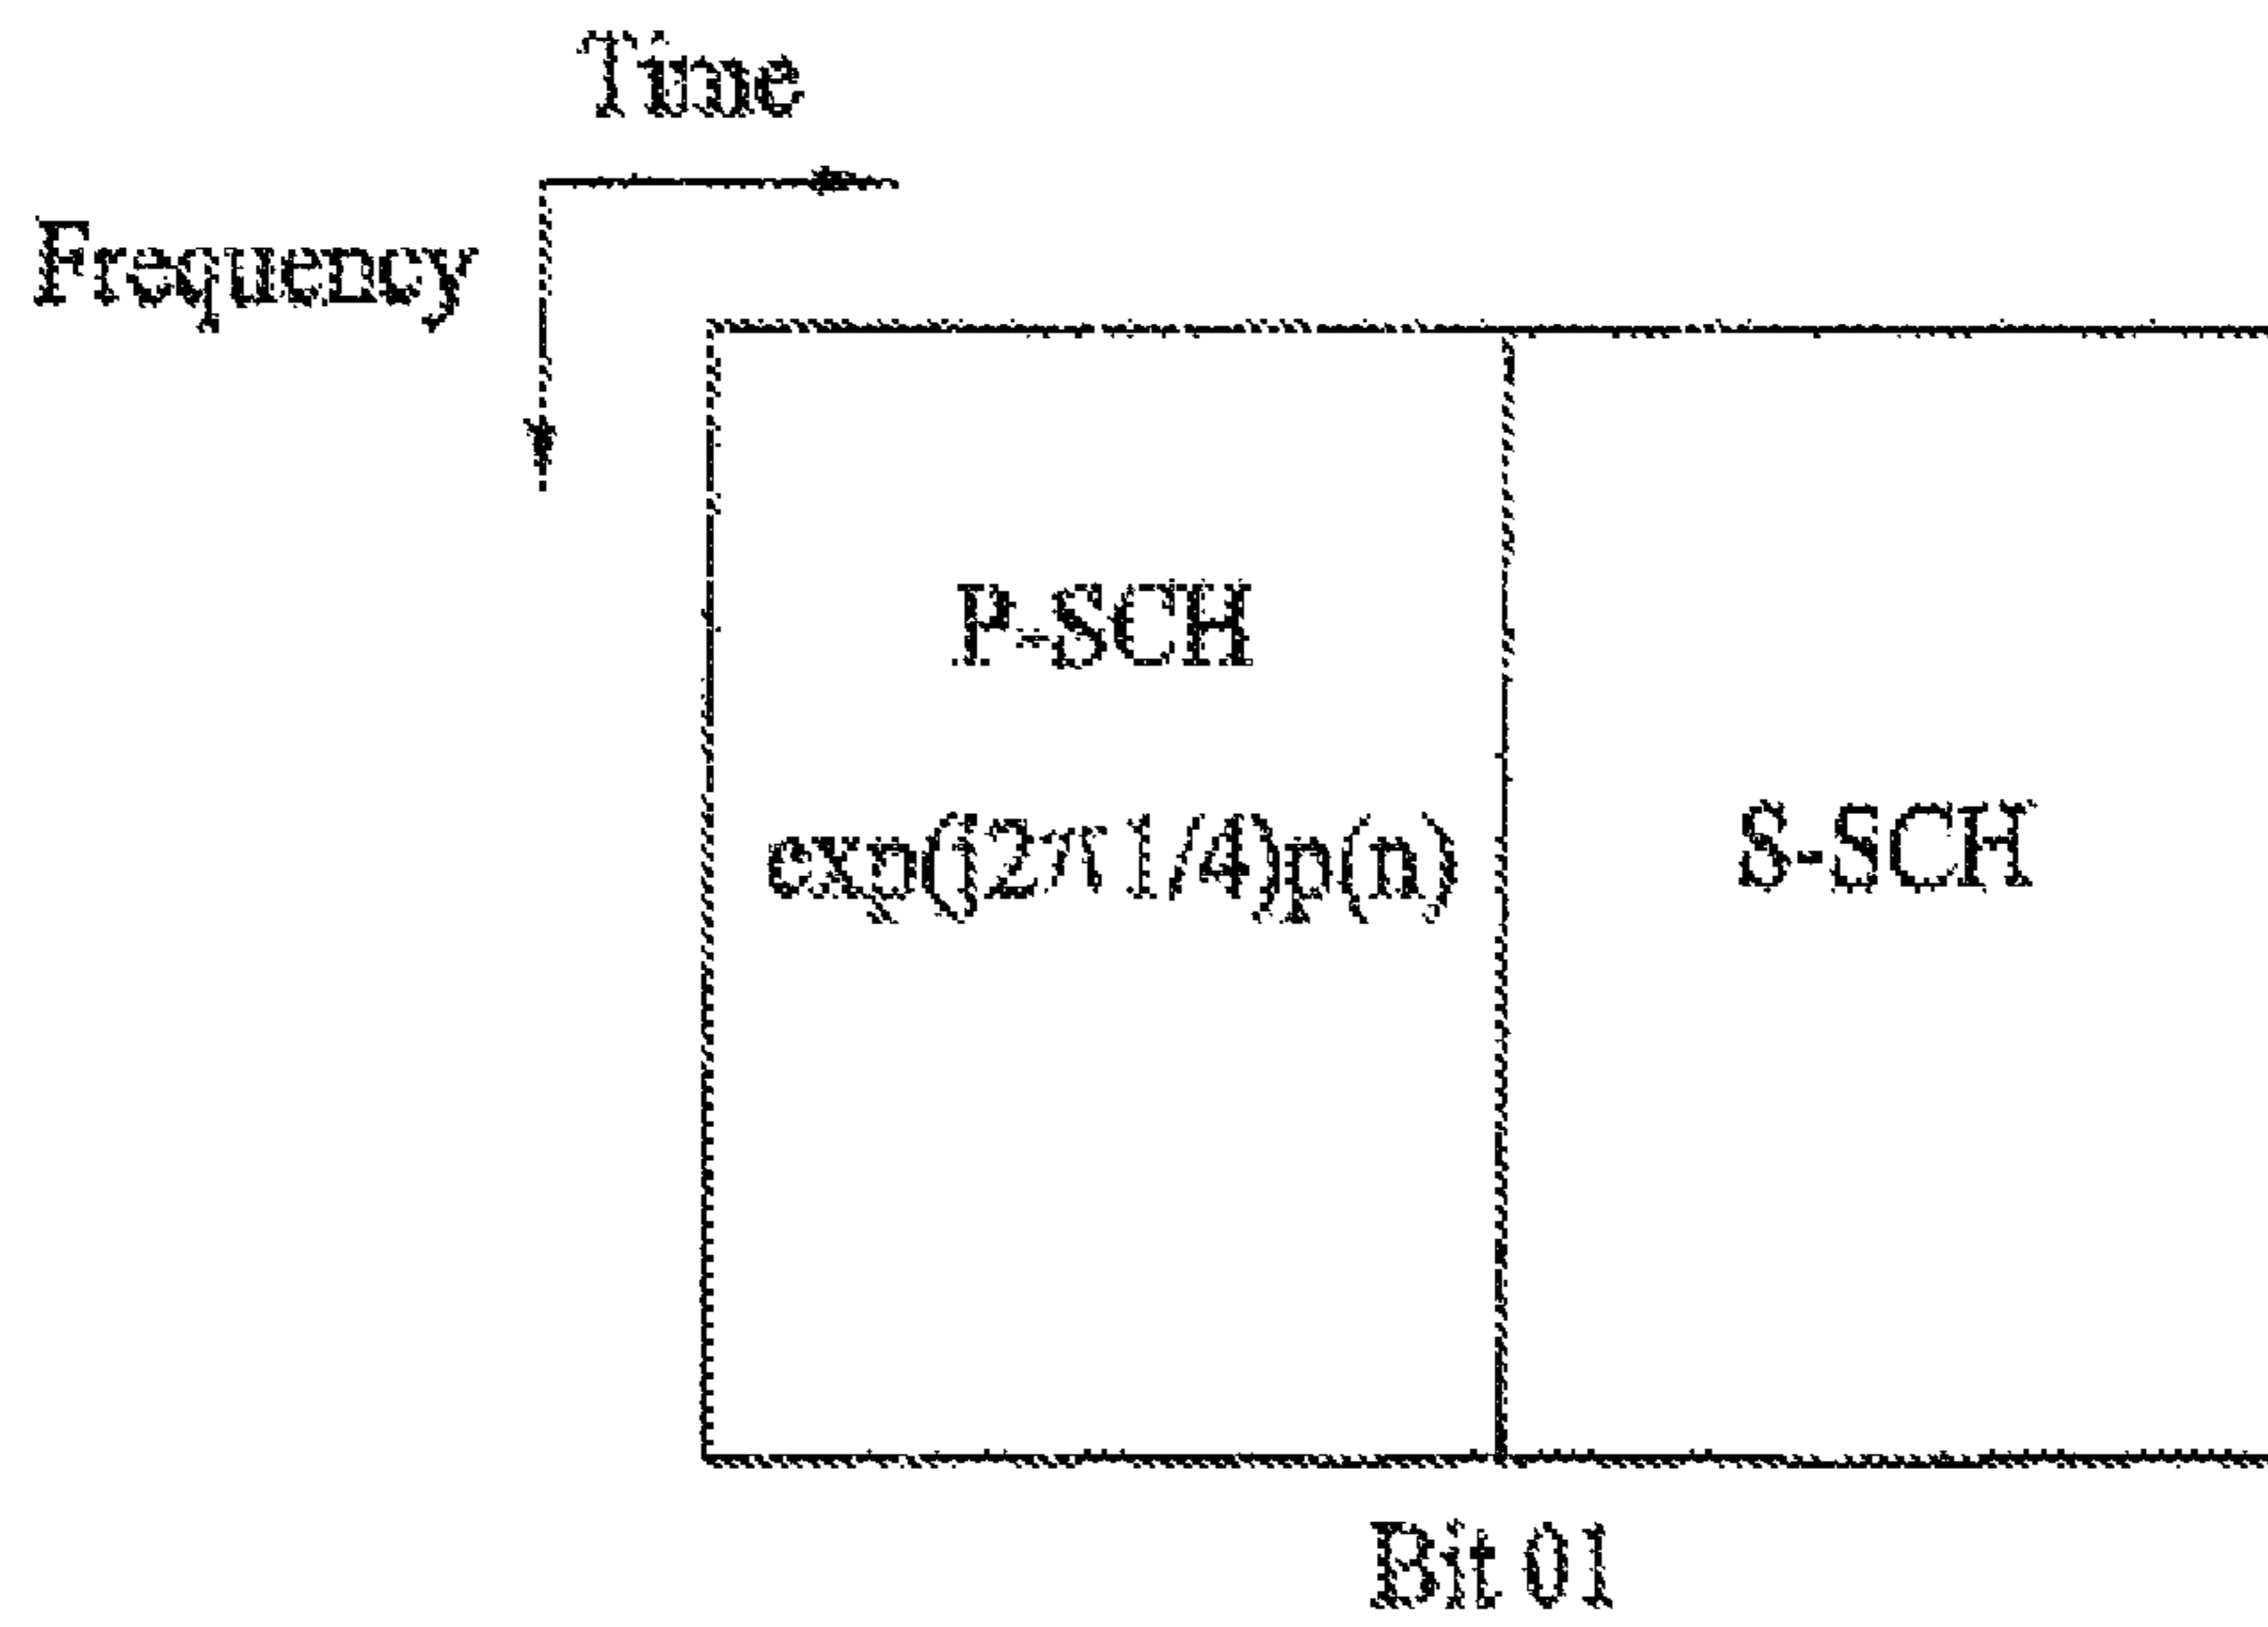 Time
Frequency
P-SCH
exp(j2π1/4)p(n)
S-SCH
Bit 01